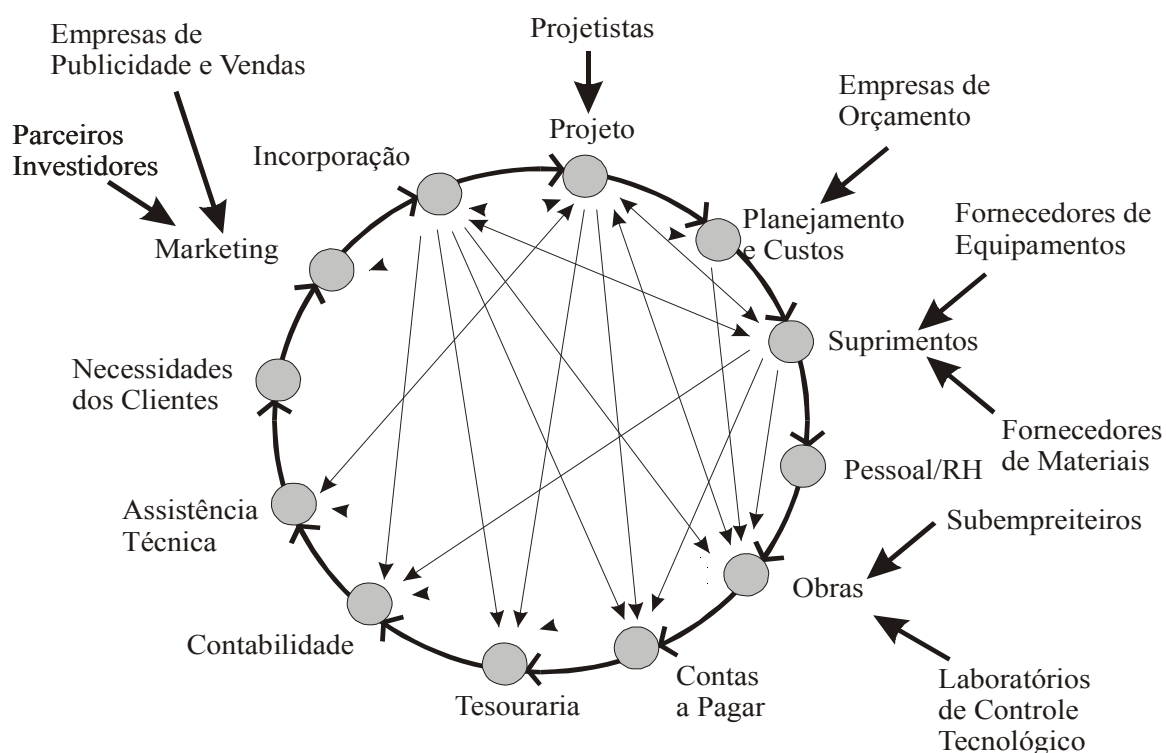 Empresas de
Publicidade e Vendas
Projetistas
Empresas de
Orçamento
Parceiros
Investidores
Incorporação
Projeto
Marketing
Planejamento
e Custos
Fornecedores de
Equipamentos
Suprimentos
Necessidades
dos Clientes
Fornecedores
de Materiais
Pessoal/RH
Assistência
Técnica
Subempreiteiros
Obras
Contabilidade
Contas
a Pagar
Tesouraria
Laboratórios
de Controle
Tecnológico